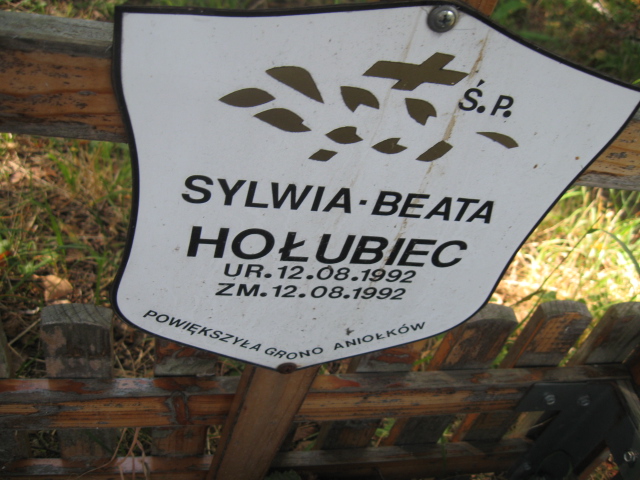 Ś.P.
SYLWIA-BEATA
HOŁUBIEC
UR.12.08.1992
ZM.12.08.1992
POWIĘKSZYŁA GRONO ANIOŁKÓW